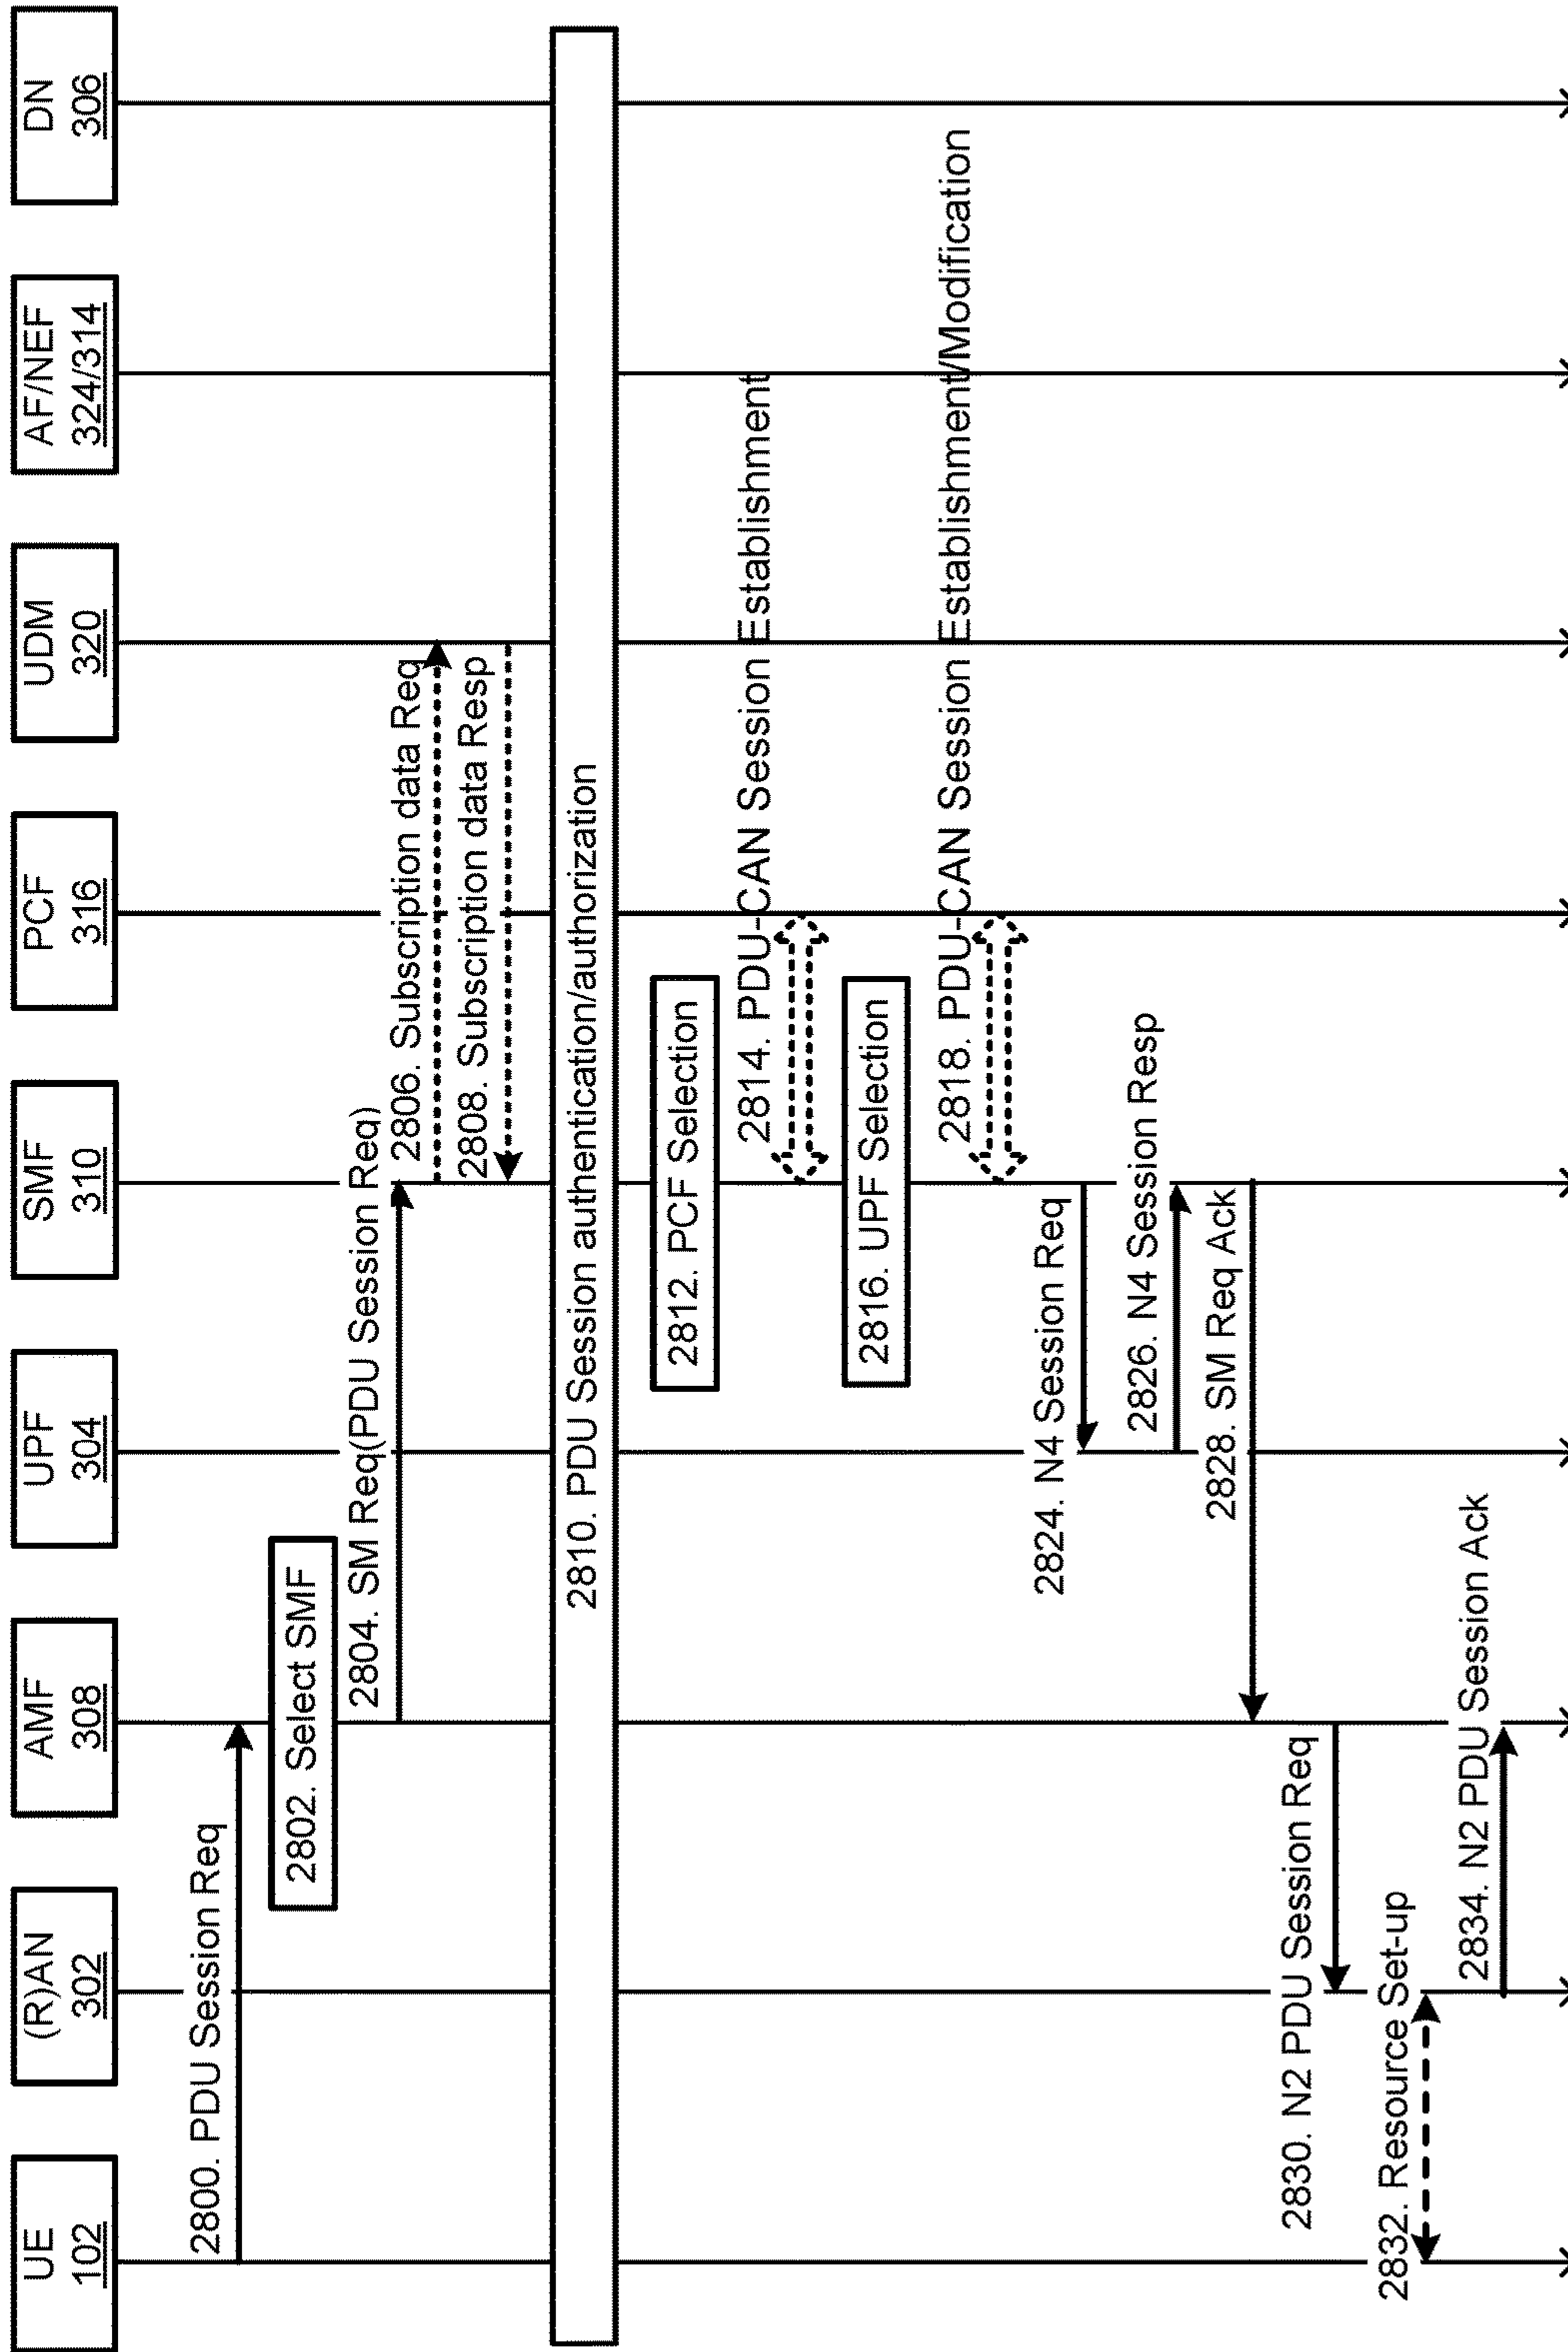 UE
102
(R)AN
302
AMF
308
UPF
304
SMF
310
PCF
316
UDM
320
AF/NEF
324/314
DN
306
2800. PDU Session Req
2802. Select SMF
2804. SM Req(PDU Session Req)
2806. Subscription data Req
2808. Subscription data Resp
2810. PDU Session authentication/authorization
2812. PCF Selection
2814. PDU-CAN Session Establishment
2816. UPF Selection
2818. PDU-CAN Session Establishment/Modification
2824. N4 Session Req
2826. N4 Session Resp
2828. SM Req Ack
2830. N2 PDU Session Req
2832. Resource Set-up
2834. N2 PDU Session Ack